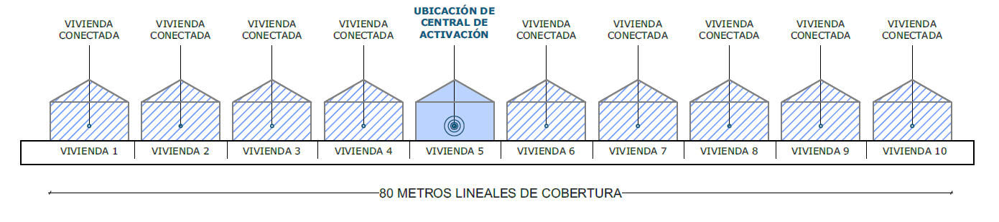 VIVIENDA
CONECTADA
VIVIENDA
CONECTADA
VIVIENDA
CONECTADA
VIVIENDA
CONECTADA
UBICACIÓN DE
CENTRAL DE
ACTIVACIÓN
VIVIENDA
CONECTADA
VIVIENDA
CONECTADA
VIVIENDA
CONECTADA
VIVIENDA
CONECTADA
VIVIENDA
CONECTADA
VIVIENDA 1
VIVIENDA 2
VIVIENDA 3
VIVIENDA 4
VIVIENDA 5
VIVIENDA 6
VIVIENDA 7
VIVIENDA 8
VIVIENDA 9
VIVIENDA 10
80 METROS LINEALES DE COBERTURA